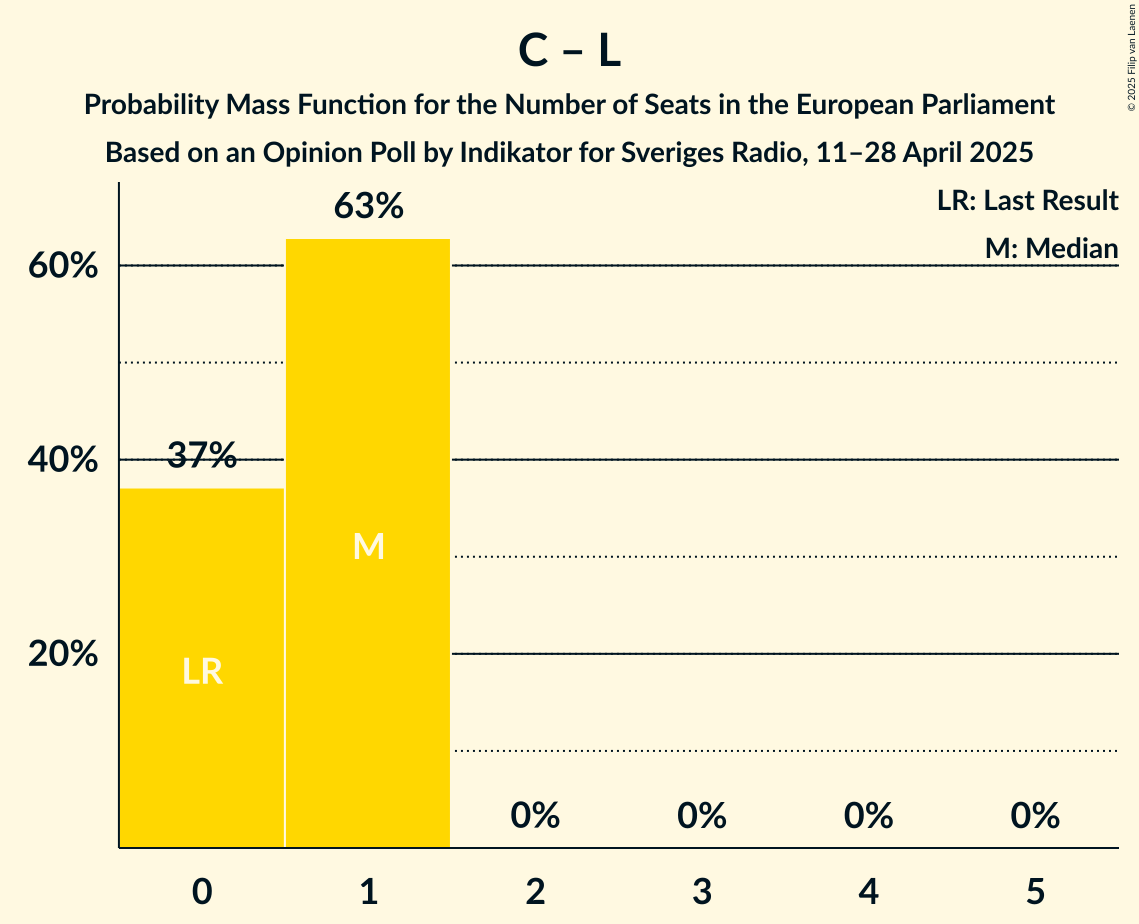 C – L
Probability Mass Function for the Number of Seats in the European Parliament
Based on an Opinion Poll by Indikator for Sveriges Radio, 11–28 April 2025
© 2025 Filip van Laenen
LR: Last Result
M: Median
63%
60%
37%
40%
M
20%
LR
0% 0% 0% 0%
0 1 2 3 4 5